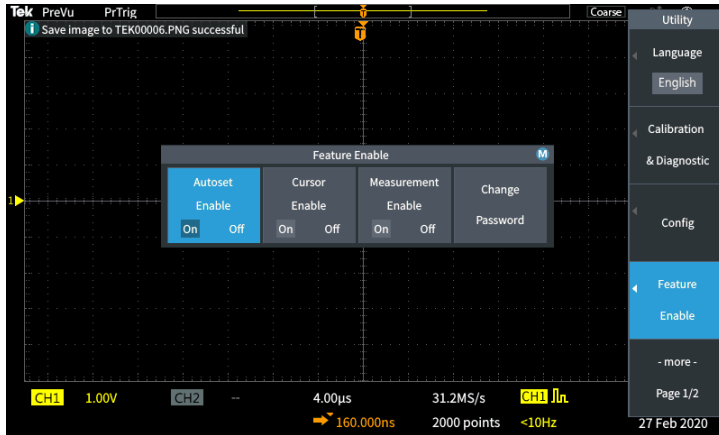 Tek PreVu PrTrig [ ] Coarse
i Save image to TEK00006.PNG successful
T
Utility
Language
English
Calibration
& Diagnostic
Config
Feature
Enable
- more -
Page 1/2
Feature Enable M
Autoset
Enable
On Off
Cursor
Enable
On Off
Measurement
Enable
On Off
Change
Password
1
CH1 1.00V CH2 -- 4.00µs 31.2MS/s CH1
160.000ns 2000 points <10Hz 27 Feb 2020